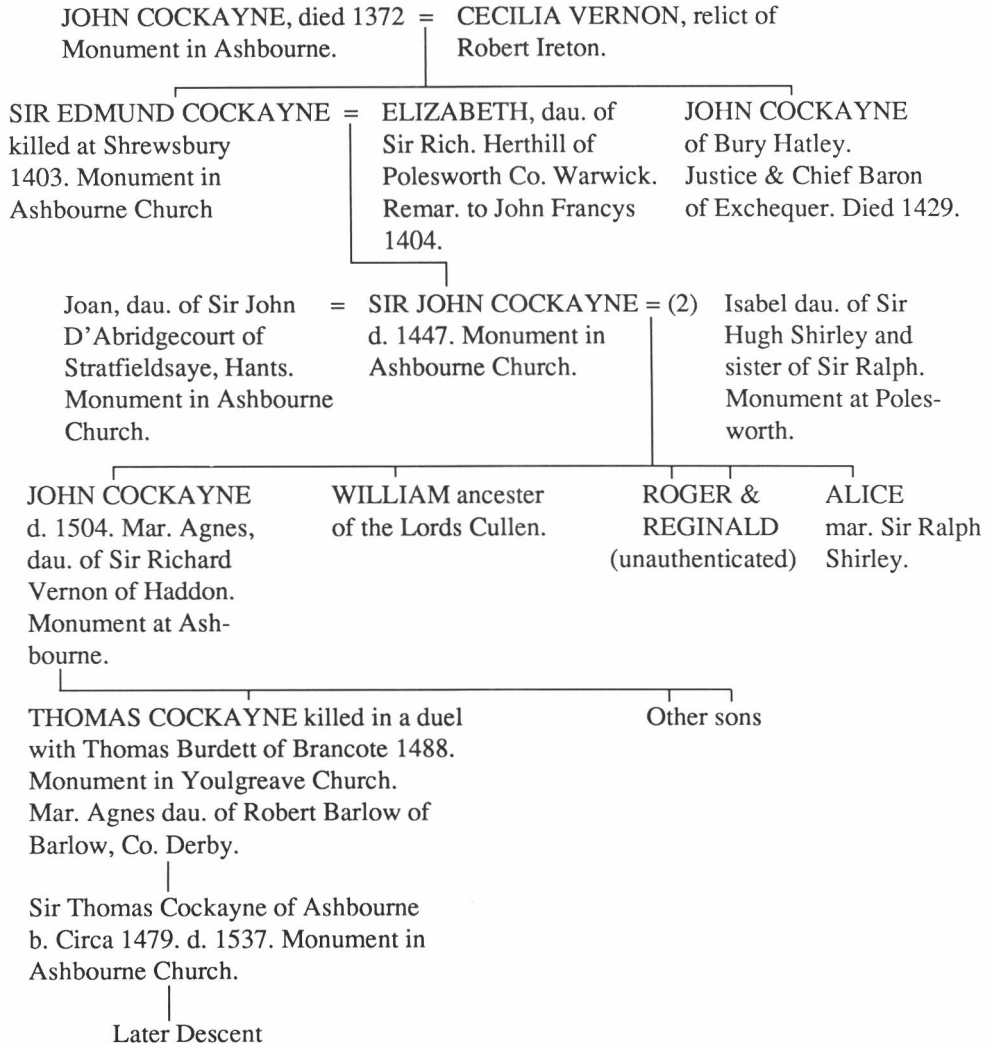 JOHN COCKAYNE, died 1372 = CECILIA VERNON, relict of
Monument in Ashbourne. Robert Ireton.
SIR EDMUND COCKAYNE =
killed at Shrewsbury
1403. Monument in
Ashbourne Church
ELIZABETH, dau. of
Sir Rich. Herthill of
Polesworth Co. Warwick.
Remar. to John Francys
1404.
JOHN COCKAYNE
of Bury Hatley.
Justice & Chief Baron
of Exchequer. Died 1429.
Joan, dau. of Sir John =
D'Abridgecourt of
Stratfieldsaye, Hants.
Monument in Ashbourne
Church.
SIR JOHN COCKAYNE = (2)
d. 1447. Monument in
Ashbourne Church.
Isabel dau. of Sir
Hugh Shirley and
sister of Sir Ralph.
Monument at Poles-
worth.
JOHN COCKAYNE
d. 1504. Mar. Agnes,
dau. of Sir Richard
Vernon of Haddon.
Monument at Ash-
bourne.
WILLIAM ancester
of the Lords Cullen.
ROGER &
REGINALD
(unauthenticated)
ALICE
mar. Sir Ralph
Shirley.
THOMAS COCKAYNE killed in a duel
with Thomas Burdett of Brancote 1488.
Monument in Youlgreave Church.
Mar. Agnes dau. of Robert Barlow of
Barlow, Co. Derby.
Other sons
Sir Thomas Cockayne of Ashbourne
b. Circa 1479. d. 1537. Monument in
Ashbourne Church.
Later Descent